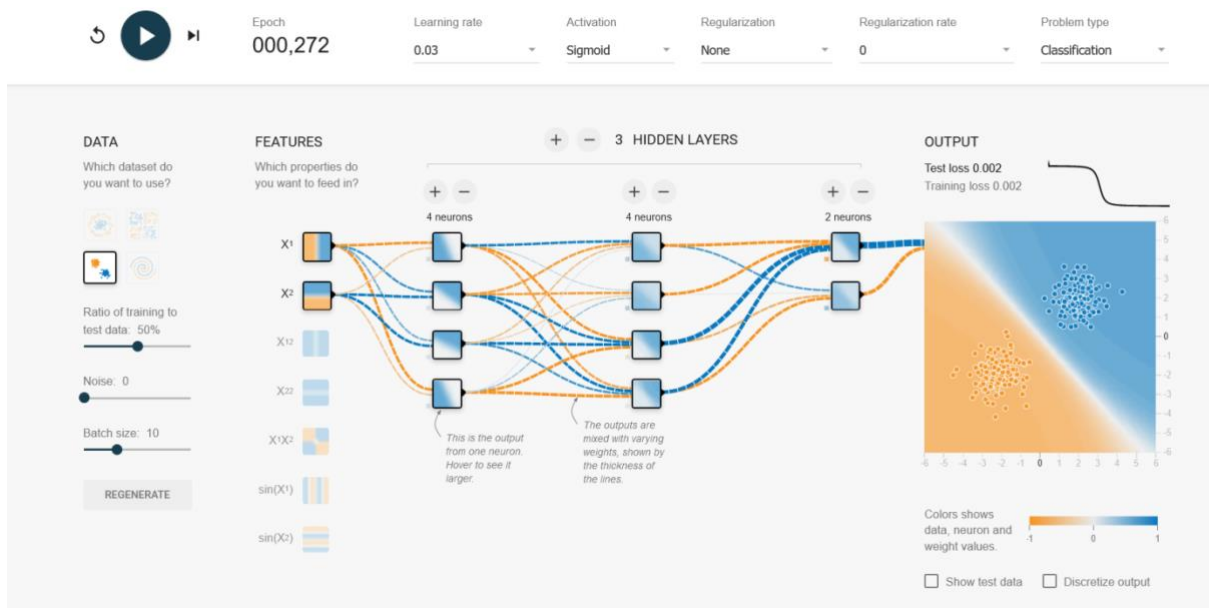 Epoch
000,272
Learning rate
0.03
Activation
Sigmoid
Regularization
None
Regularization rate
0
Problem type
Classification
DATA
Which dataset do
you want to use?
Ratio of training to
test data: 50%
Noise: 0
Batch size: 10
REGENERATE
FEATURES
Which properties do
you want to feed in?
X1
X2
X12
X22
X1X2
sin(X1)
sin(X2)
+ − 3 HIDDEN LAYERS
+ −
4 neurons
+ −
4 neurons
+ −
2 neurons
This is the output
from one neuron.
Hover to see it
larger.
The outputs are
mixed with varying
weights, shown by
the thickness of
the lines.
OUTPUT
Test loss 0.002
Training loss 0.002
6
5
4
3
2
1
0
-1
-2
-3
-4
-5
-6
-6 -5 -4 -3 -2 -1 0 1 2 3 4 5 6
Colors shows
data, neuron and
weight values.
-1 0 1
Show test data
Discretize output